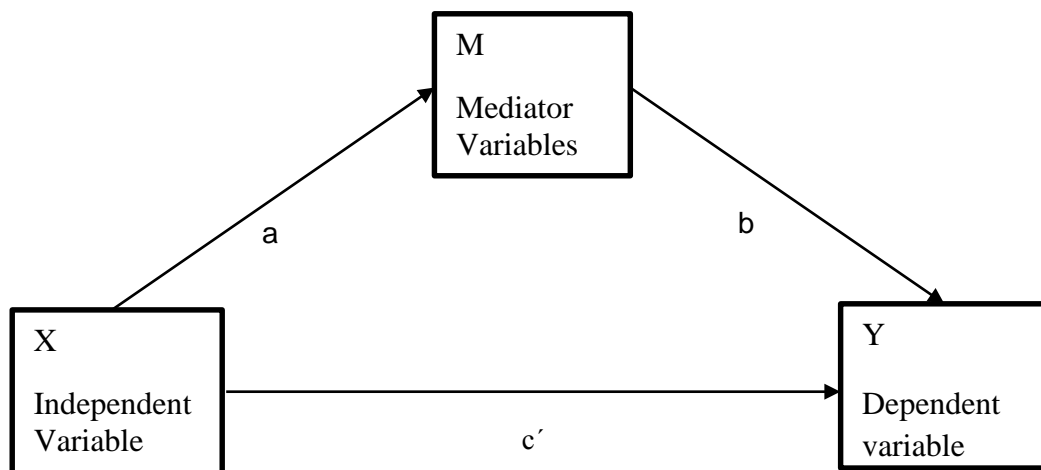 M
Mediator
Variables
a
b
X
Independent
Variable
Y
Dependent
variable
c´